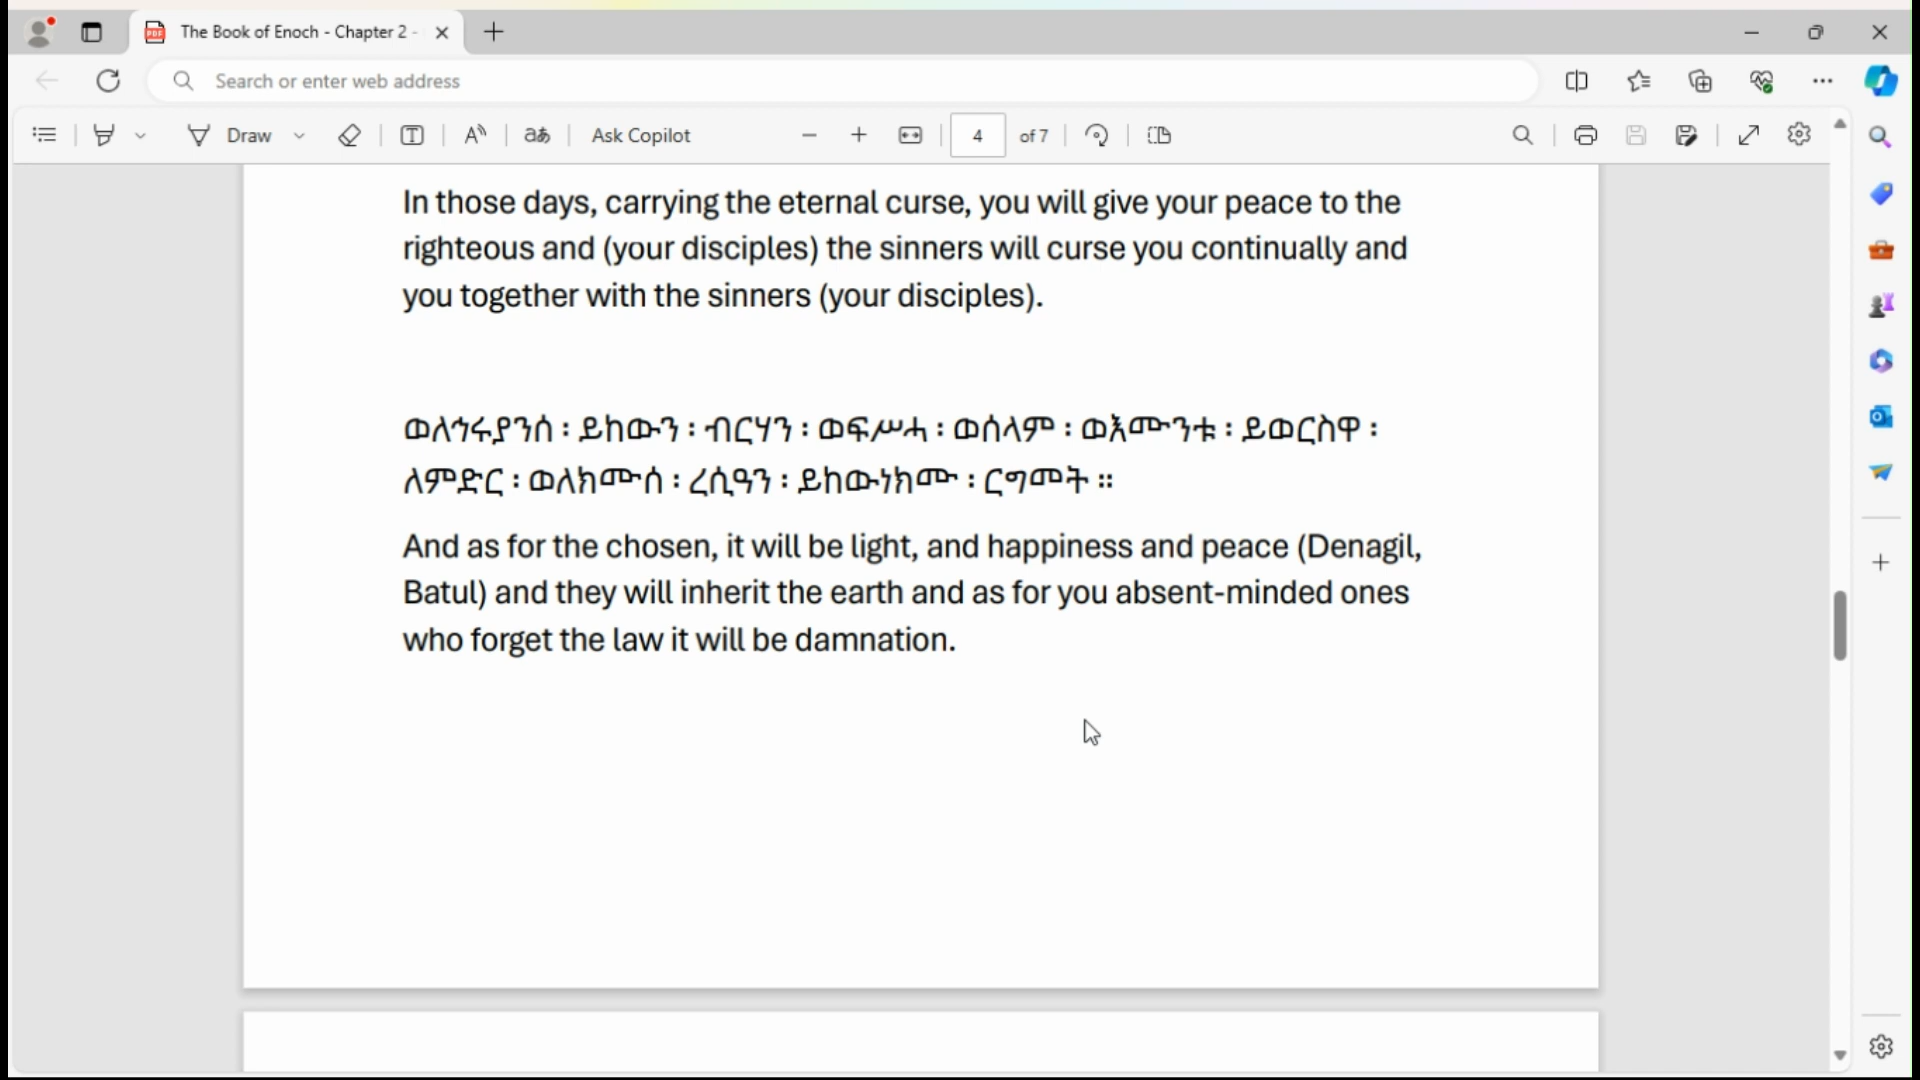 The Book of Enoch - Chapter 2 -
Search or enter web address
Draw
aあ
Ask Copilot
4
of 7
In those days, carrying the eternal curse, you will give your peace to the
righteous and (your disciples) the sinners will curse you continually and
you together with the sinners (your disciples).
ወለኅሩያንሰ ፡ ይከውን ፡ ብርሃን ፡ ወፍሥሓ ፡ ወሰላም ፡ ወእሙንቱ ፡ ይወርስዋ ፡
ለምድር ፡ ወለክሙሰ ፡ ረሲዓን ፡ ይከውነክሙ ፡ ርግመት ።
And as for the chosen, it will be light, and happiness and peace (Denagil,
Batul) and they will inherit the earth and as for you absent-minded ones
who forget the law it will be damnation.